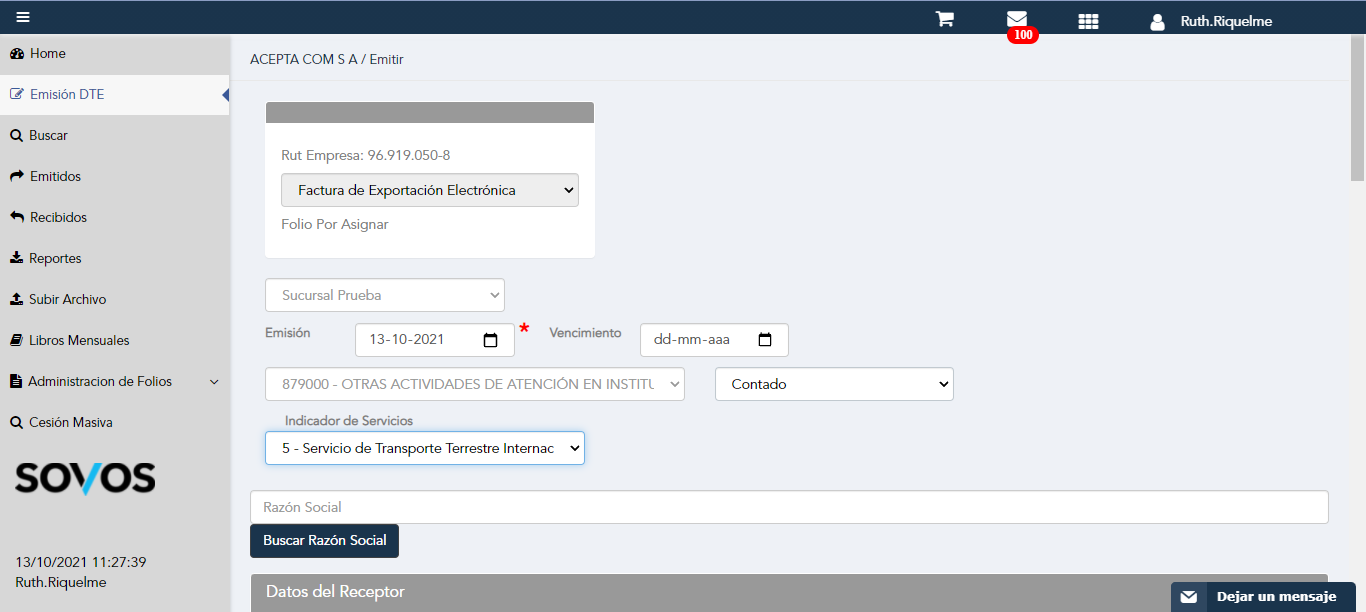 100
Ruth.Riquelme
Home
Emisión DTE
Buscar
Emitidos
Recibidos
Reportes
Subir Archivo
Libros Mensuales
Administracion de Folios
Cesión Masiva
SOVOS
13/10/2021 11:27:39
Ruth.Riquelme
ACEPTA COM S A / Emitir
Rut Empresa: 96.919.050-8
Factura de Exportación Electrónica
Folio Por Asignar
Sucursal Prueba
Emisión 13-10-2021 * Vencimiento dd-mm-aaa
879000 - OTRAS ACTIVIDADES DE ATENCIÓN EN INSTITU Contado
Indicador de Servicios
5 - Servicio de Transporte Terrestre Internac
Razón Social
Buscar Razón Social
Datos del Receptor
Dejar un mensaje